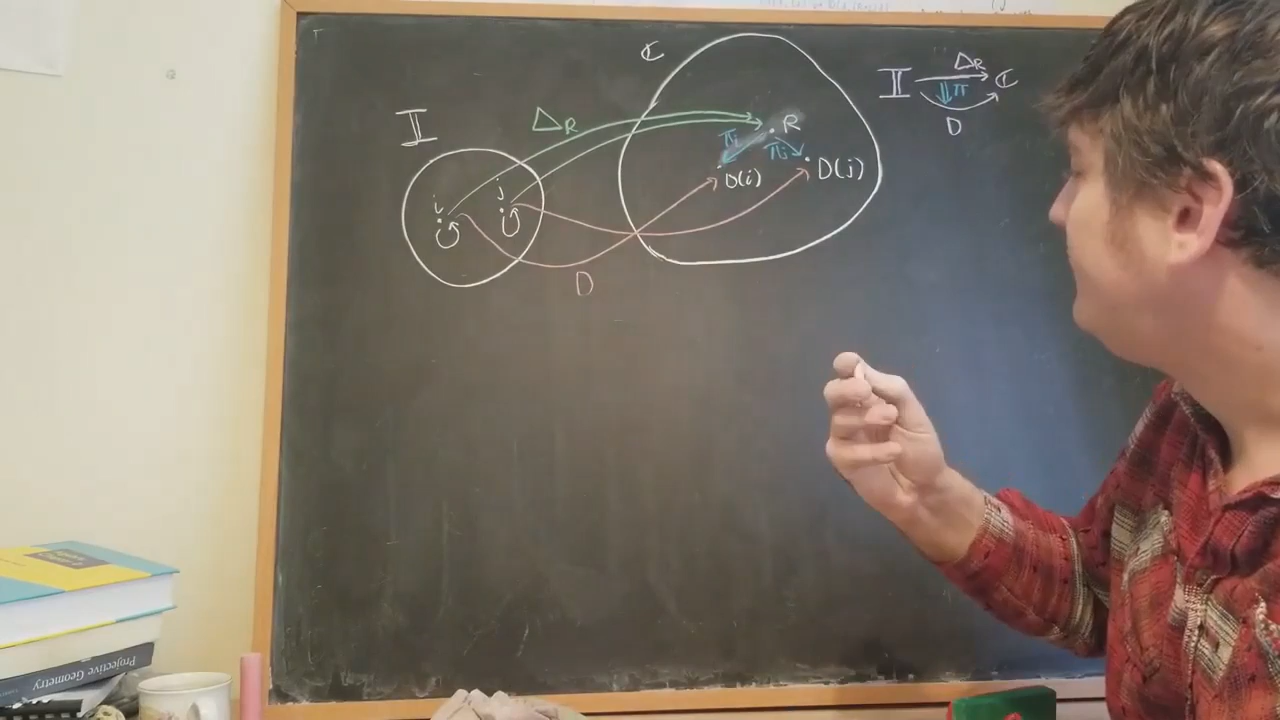 ℂ
𝕀
Δ_R
i
j
R
π_i
π_j
D(i)
D(j)
D
𝕀
Δ_R
π
ℂ
D
Projective Geometry